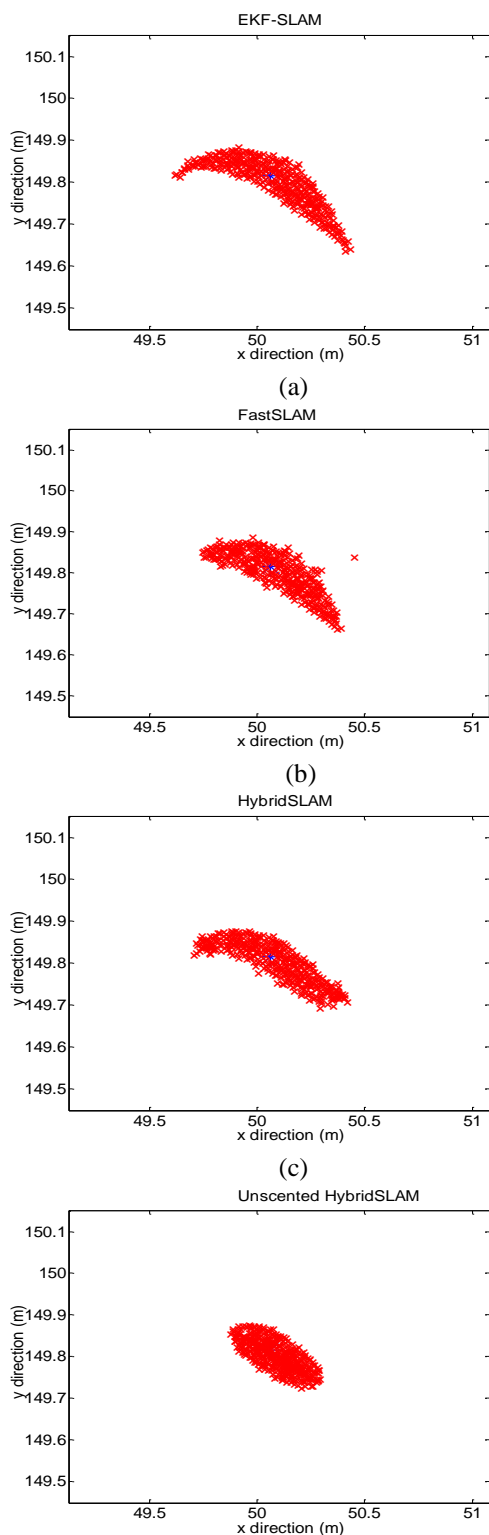 EKF-SLAM
150.1
150
149.9
149.8
149.7
149.6
149.5
y direction (m)
49.5 50 50.5 51
x direction (m)
(a)
FastSLAM
150.1
150
149.9
149.8
149.7
149.6
149.5
y direction (m)
49.5 50 50.5 51
x direction (m)
(b)
HybridSLAM
150.1
150
149.9
149.8
149.7
149.6
149.5
y direction (m)
49.5 50 50.5 51
x direction (m)
(c)
Unscented HybridSLAM
150.1
150
149.9
149.8
149.7
149.6
149.5
y direction (m)
49.5 50 50.5 51
x direction (m)